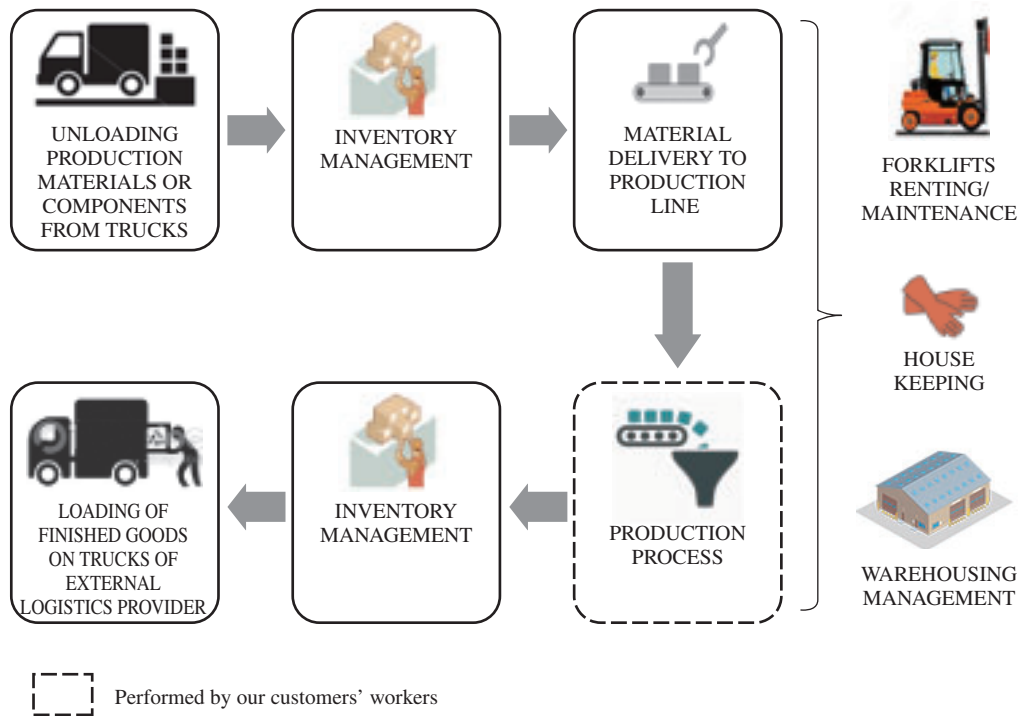 UNLOADING
PRODUCTION
MATERIALS OR
COMPONENTS
FROM TRUCKS
INVENTORY
MANAGEMENT
MATERIAL
DELIVERY TO
PRODUCTION
LINE
FORKLIFTS
RENTING/
MAINTENANCE
HOUSE
KEEPING
LOADING OF
FINISHED GOODS
ON TRUCKS OF
EXTERNAL
LOGISTICS PROVIDER
INVENTORY
MANAGEMENT
PRODUCTION
PROCESS
WAREHOUSING
MANAGEMENT
Performed by our customers’ workers